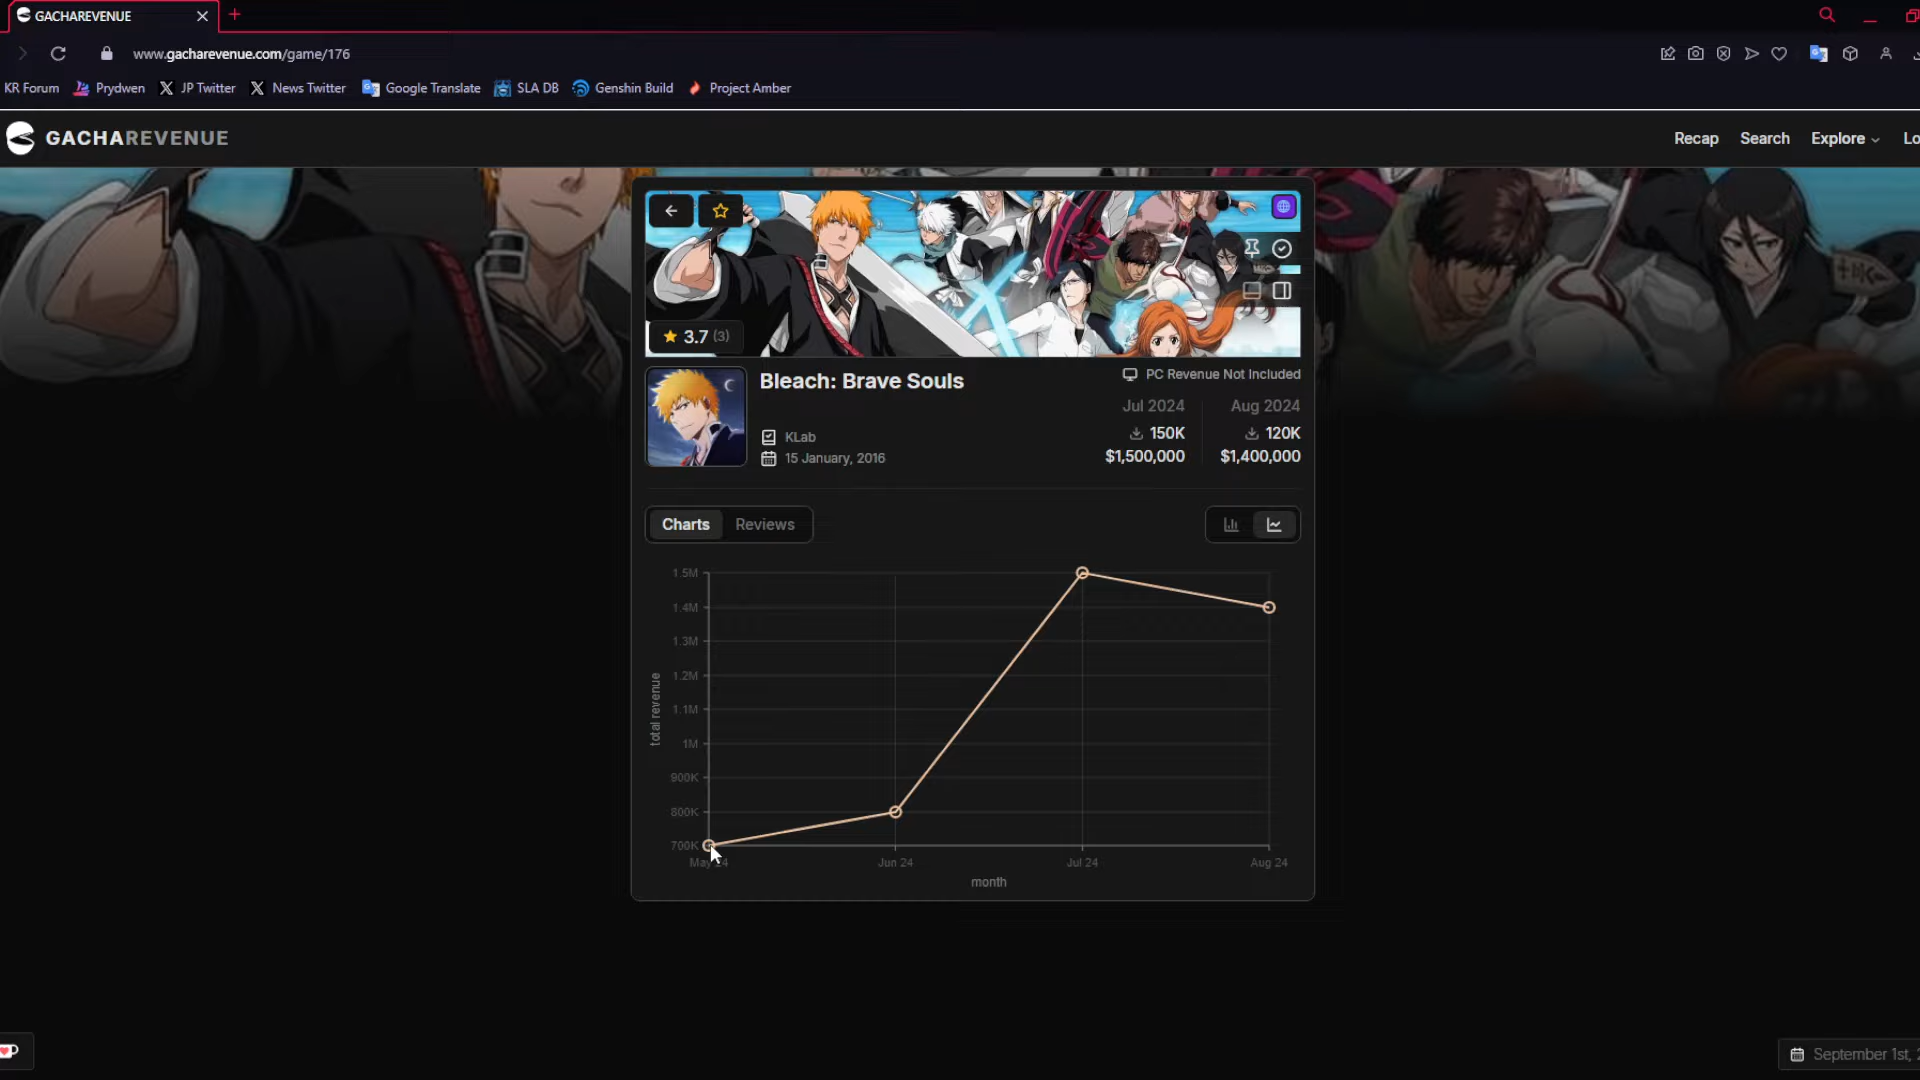 GACHAREVENUE
www.gacharevenue.com/game/176
KR Forum Prydwen JP Twitter News Twitter Google Translate SLA DB Genshin Build Project Amber
GACHAREVENUE
Recap Search Explore Lo
3.7 (3)
Bleach: Brave Souls
PC Revenue Not Included
KLab
15 January, 2016
Jul 2024 Aug 2024
150K 120K
$1,500,000 $1,400,000
Charts Reviews
1.5M
1.4M
1.3M
1.2M
1.1M
1M
900K
800K
700K
total revenue
May 24 Jun 24 Jul 24 Aug 24
month
September 1st, 2